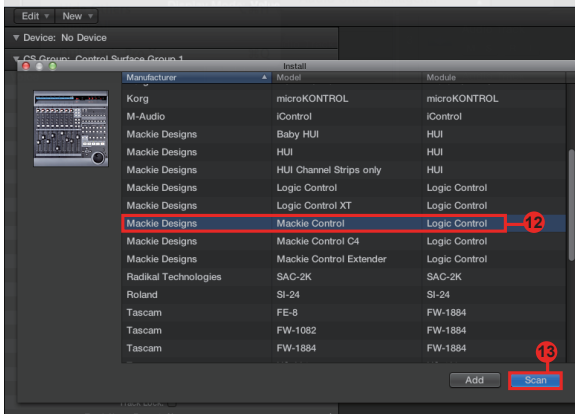 Edit ▼ New ▼
▼ Device: No Device
▼ CS Group: Control Surface Group 1
Install
Manufacturer ▲ Model Module
Korg microKONTROL microKONTROL
M-Audio iControl iControl
Mackie Designs Baby HUI HUI
Mackie Designs HUI HUI
Mackie Designs HUI Channel Strips only HUI
Mackie Designs Logic Control Logic Control
Mackie Designs Logic Control XT Logic Control
Mackie Designs Mackie Control Logic Control 12
Mackie Designs Mackie Control C4 Logic Control
Mackie Designs Mackie Control Extender Logic Control
Radikal Technologies SAC-2K SAC-2K
Roland SI-24 SI-24
Tascam FE-8 FW-1884
Tascam FW-1082 FW-1884
Tascam FW-1884 FW-1884
13
Add Scan
Track Lock: